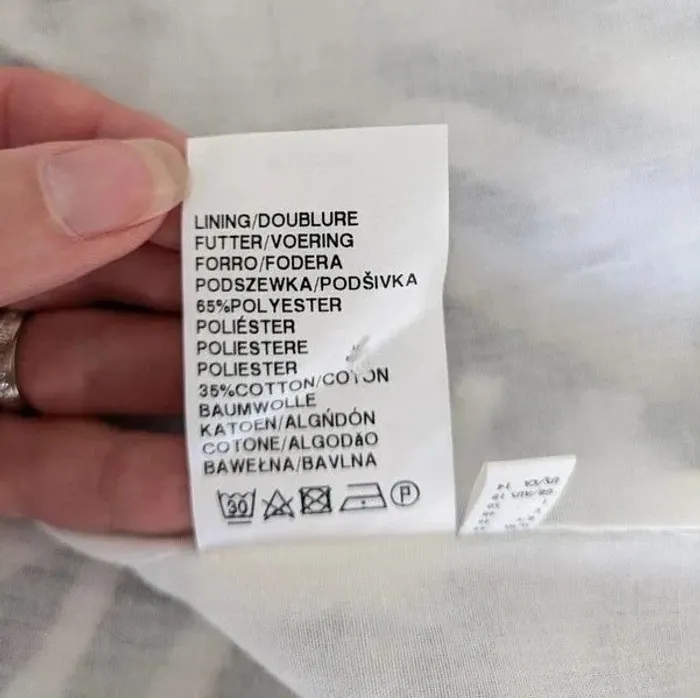 LINING/DOUBLURE
FUTTER/VOERING
FORRO/FODERA
PODSZEWKA/PODŠIVKA
65%POLYESTER
POLIÉSTER
POLIESTERE
POLIESTER
35%COTTON/COTON
BAUMWOLLE
KATOEN/ALGŃDÓN
COTONE/ALGODãO
BAWEŁNA/BAVLNA
30
P